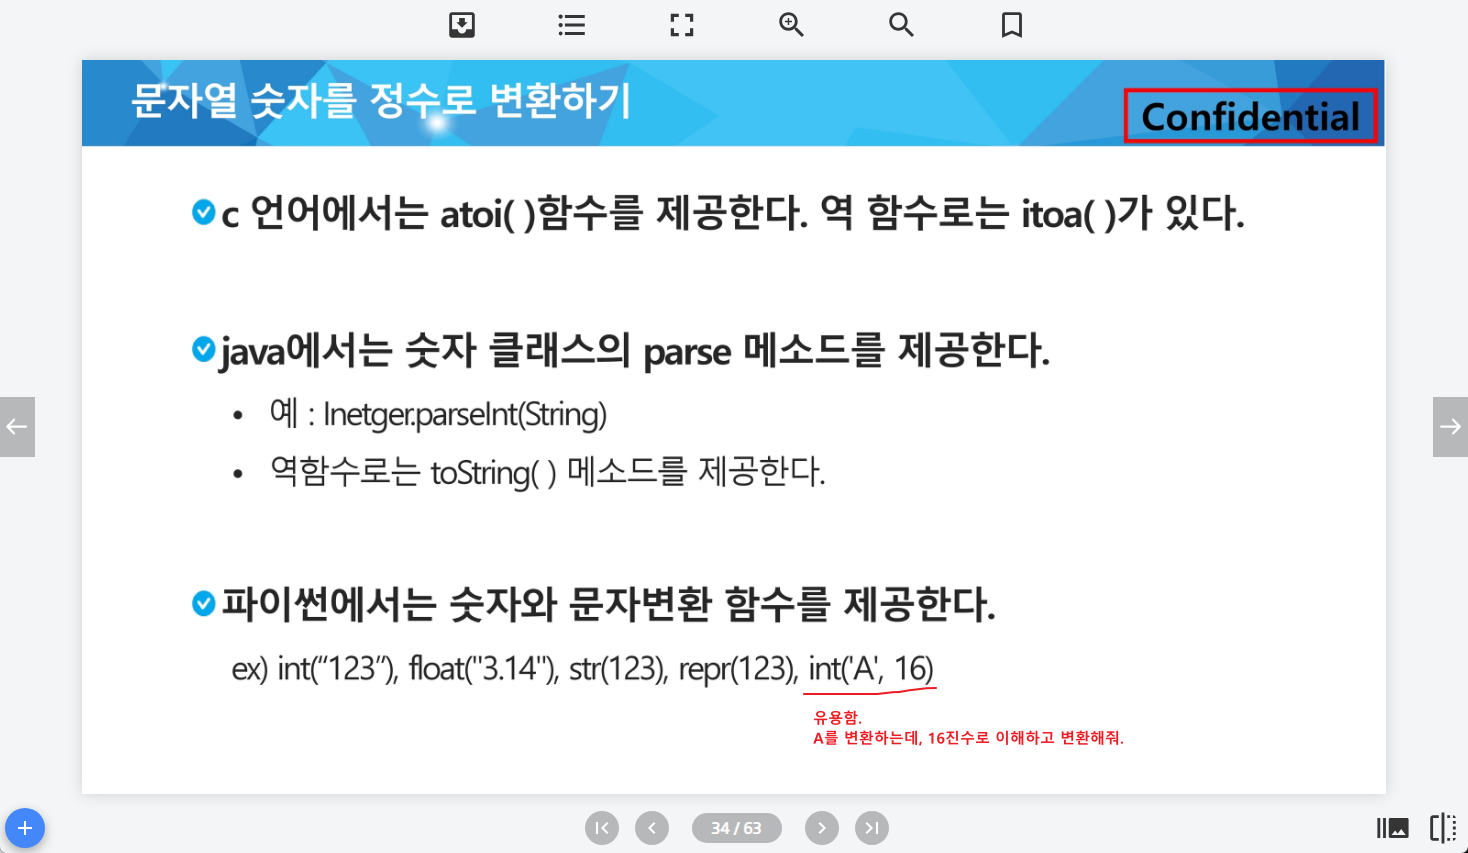 문자열 숫자를 정수로 변환하기
Confidential
c 언어에서는 atoi( )함수를 제공한다. 역 함수로는 itoa( )가 있다.
java에서는 숫자 클래스의 parse 메소드를 제공한다.
• 예 : Inetger.parseInt(String)
• 역함수로는 toString( ) 메소드를 제공한다.
파이썬에서는 숫자와 문자변환 함수를 제공한다.
ex) int(“123”), float("3.14"), str(123), repr(123), int('A', 16)
유용함.
A를 변환하는데, 16진수로 이해하고 변환해줘.
34 / 63